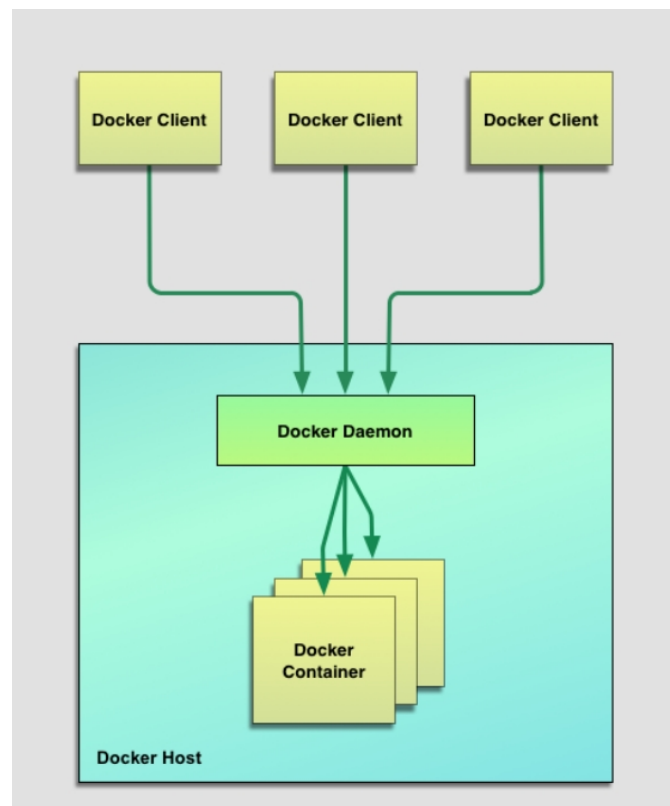 Docker Client
Docker Client
Docker Client
Docker Daemon
Docker
Container
Docker Host